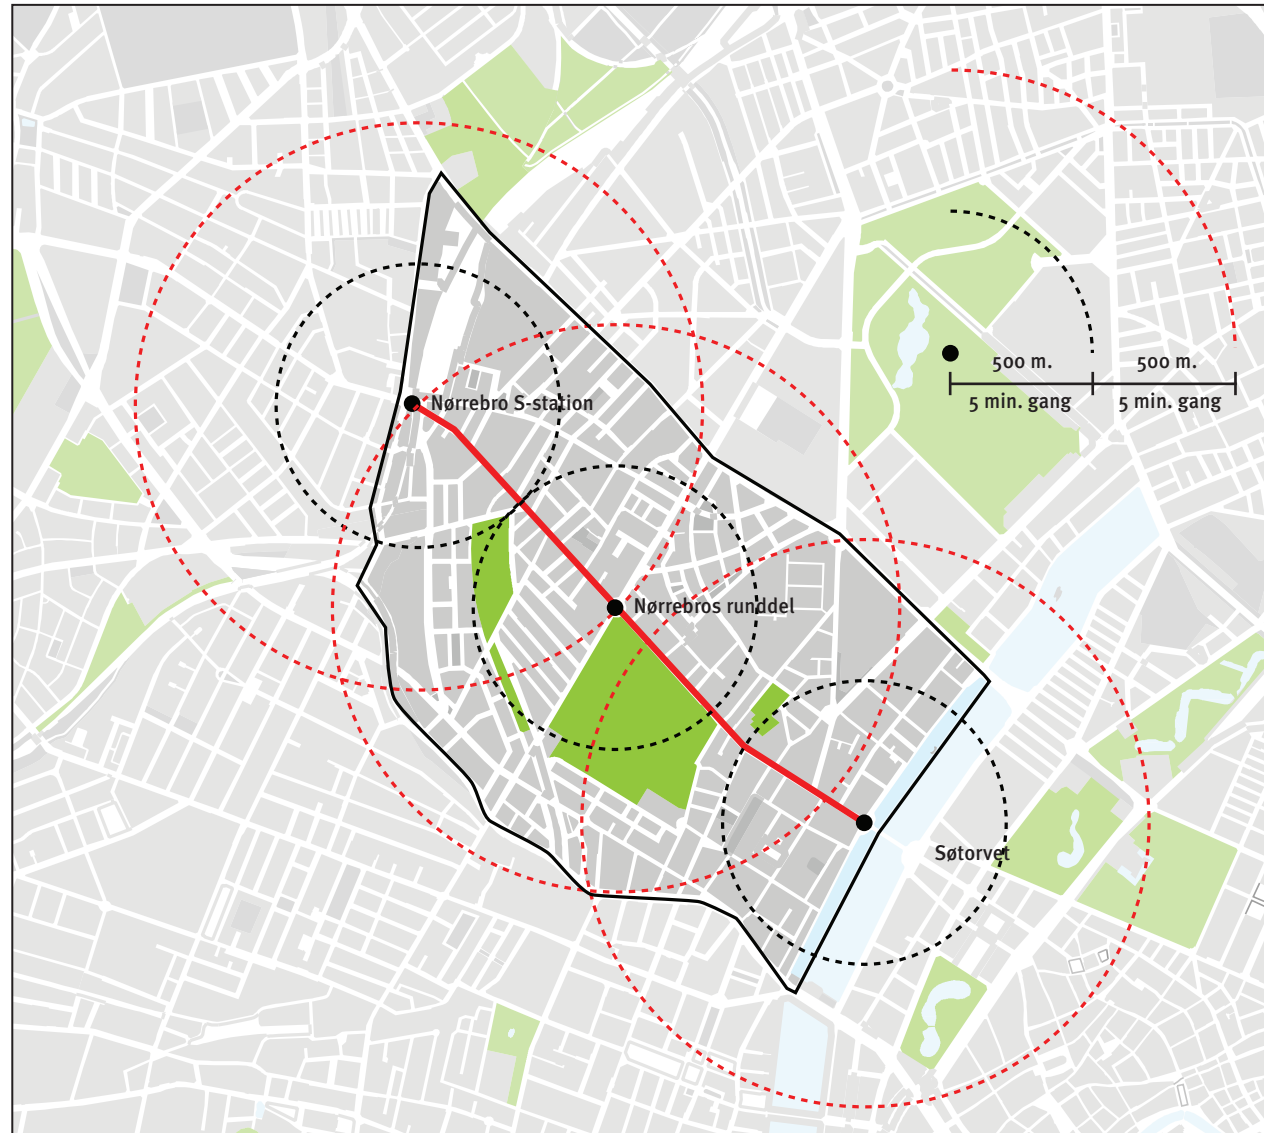 500 m.
500 m.
5 min. gang
5 min. gang
Nørrebro S-station
Nørrebros runddel
Søtorvet